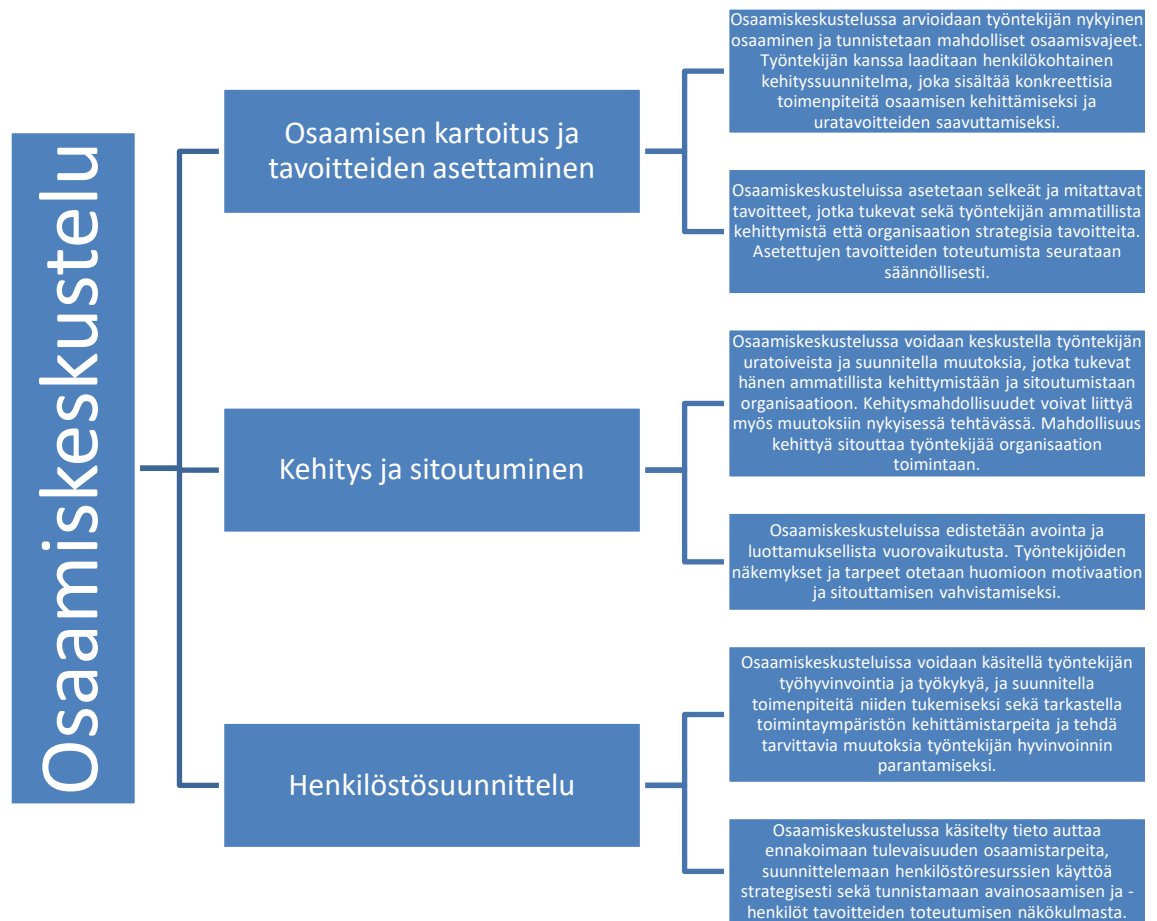 Osaamiskeskustelu
Osaamisen kartoitus ja
tavoitteiden asettaminen
Osaamiskeskustelussa arvioidaan työntekijän nykyinen
osaaminen ja tunnistetaan mahdolliset osaamisvajeet.
Työntekijän kanssa laaditaan henkilökohtainen
kehityssuunnitelma, joka sisältää konkreettisia
toimenpiteitä osaamisen kehittämiseksi ja
uratavoitteiden saavuttamiseksi.
Osaamiskeskusteluissa asetetaan selkeät ja mitattavat
tavoitteet, jotka tukevat sekä työntekijän ammatillista
kehittymistä että organisaation strategisia tavoitteita.
Asetettujen tavoitteiden toteutumista seurataan
säännöllisesti.
Kehitys ja sitoutuminen
Osaamiskeskustelussa voidaan keskustella työntekijän
uratoiveista ja suunnitella muutoksia, jotka tukevat
hänen ammatillista kehittymistään ja sitoutumistaan
organisaatioon. Kehitysmahdollisuudet voivat liittyä
myös muutoksiin nykyisessä tehtävässä. Mahdollisuus
kehittyä sitouttaa työntekijää organisaation
toimintaan.
Osaamiskeskusteluissa edistetään avointa ja
luottamuksellista vuorovaikutusta. Työntekijöiden
näkemykset ja tarpeet otetaan huomioon motivaation
ja sitouttamisen vahvistamiseksi.
Henkilöstösuunnittelu
Osaamiskeskusteluissa voidaan käsitellä työntekijän
työhyvinvointia ja työkykyä, ja suunnitella
toimenpiteitä niiden tukemiseksi sekä tarkastella
toimintaympäristön kehittämistarpeita ja tehdä
tarvittavia muutoksia työntekijän hyvinvoinnin
parantamiseksi.
Osaamiskeskustelussa käsitelty tieto auttaa
ennakoimaan tulevaisuuden osaamistarpeita,
suunnittelemaan henkilöstöresurssien käyttöä
strategisesti sekä tunnistamaan avainosaamisen ja -
henkilöt tavoitteiden toteutumisen näkökulmasta.